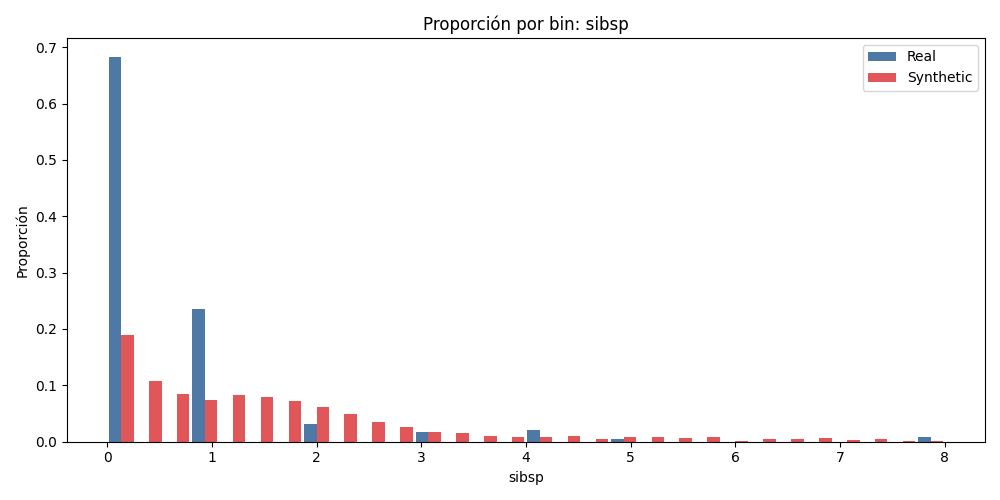 Proporción por bin: sibsp
Real
Synthetic
Proporción
0.7
0.6
0.5
0.4
0.3
0.2
0.1
0.0
0 1 2 3 4 5 6 7 8
sibsp